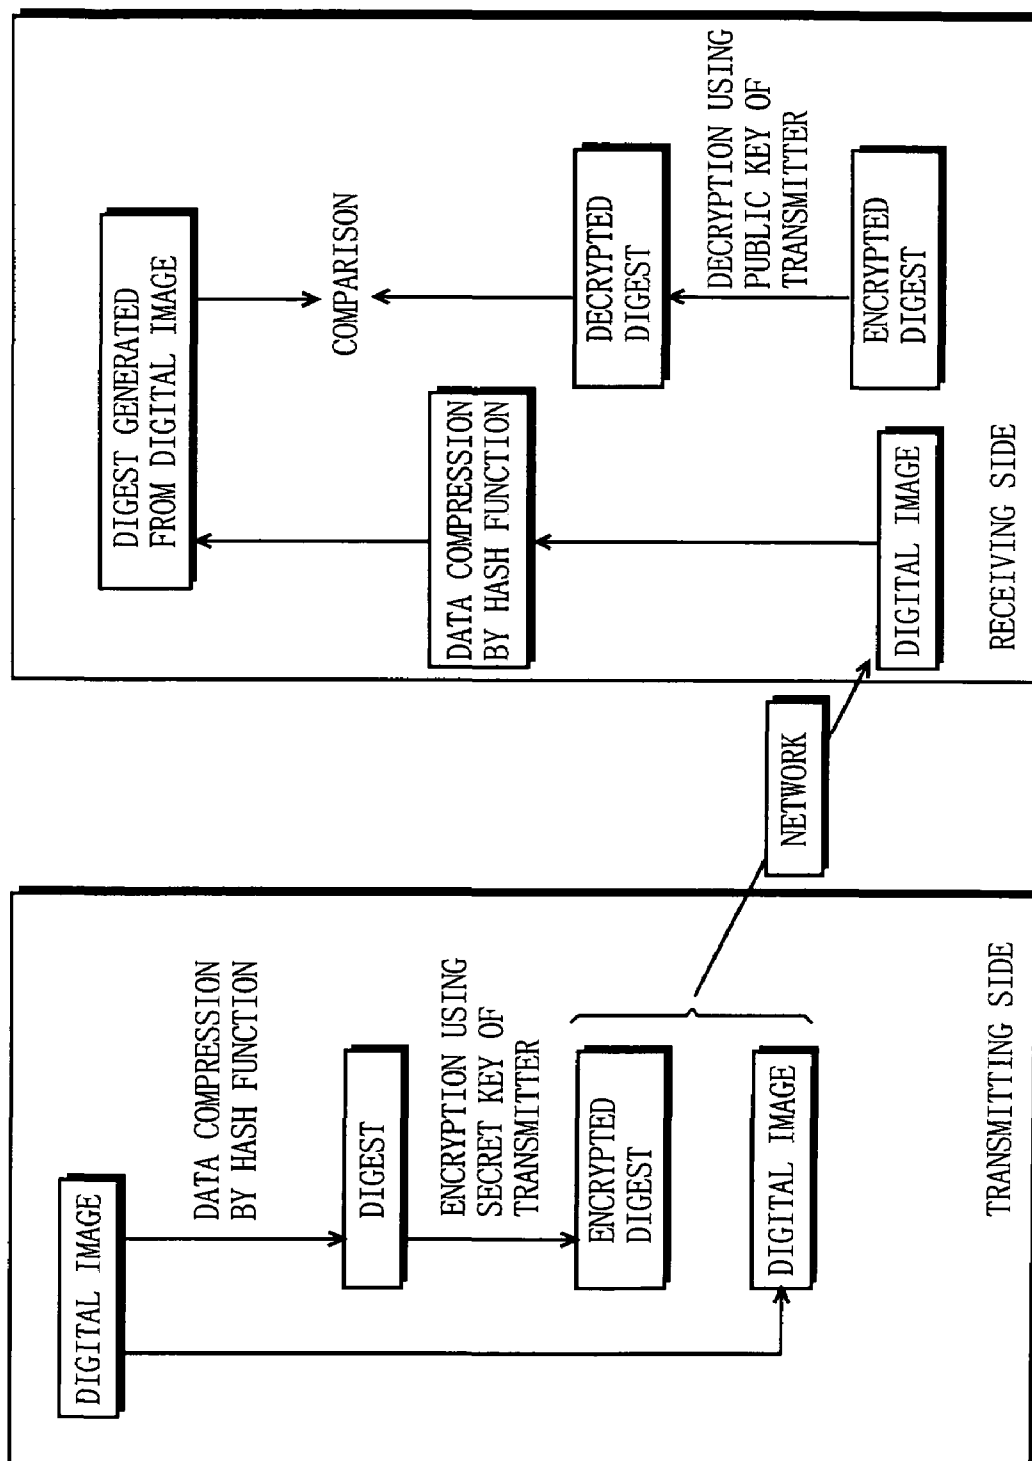 DIGITAL IMAGE
DATA COMPRESSION
BY HASH FUNCTION
DIGEST
ENCRYPTION USING
SECRET KEY OF
TRANSMITTER
ENCRYPTED
DIGEST
DIGITAL IMAGE
TRANSMITTING SIDE
NETWORK
DIGEST GENERATED
FROM DIGITAL IMAGE
COMPARISON
DATA COMPRESSION
BY HASH FUNCTION
DECRYPTED
DIGEST
DECRYPTION USING
PUBLIC KEY OF
TRANSMITTER
DIGITAL IMAGE
ENCRYPTED
DIGEST
RECEIVING SIDE